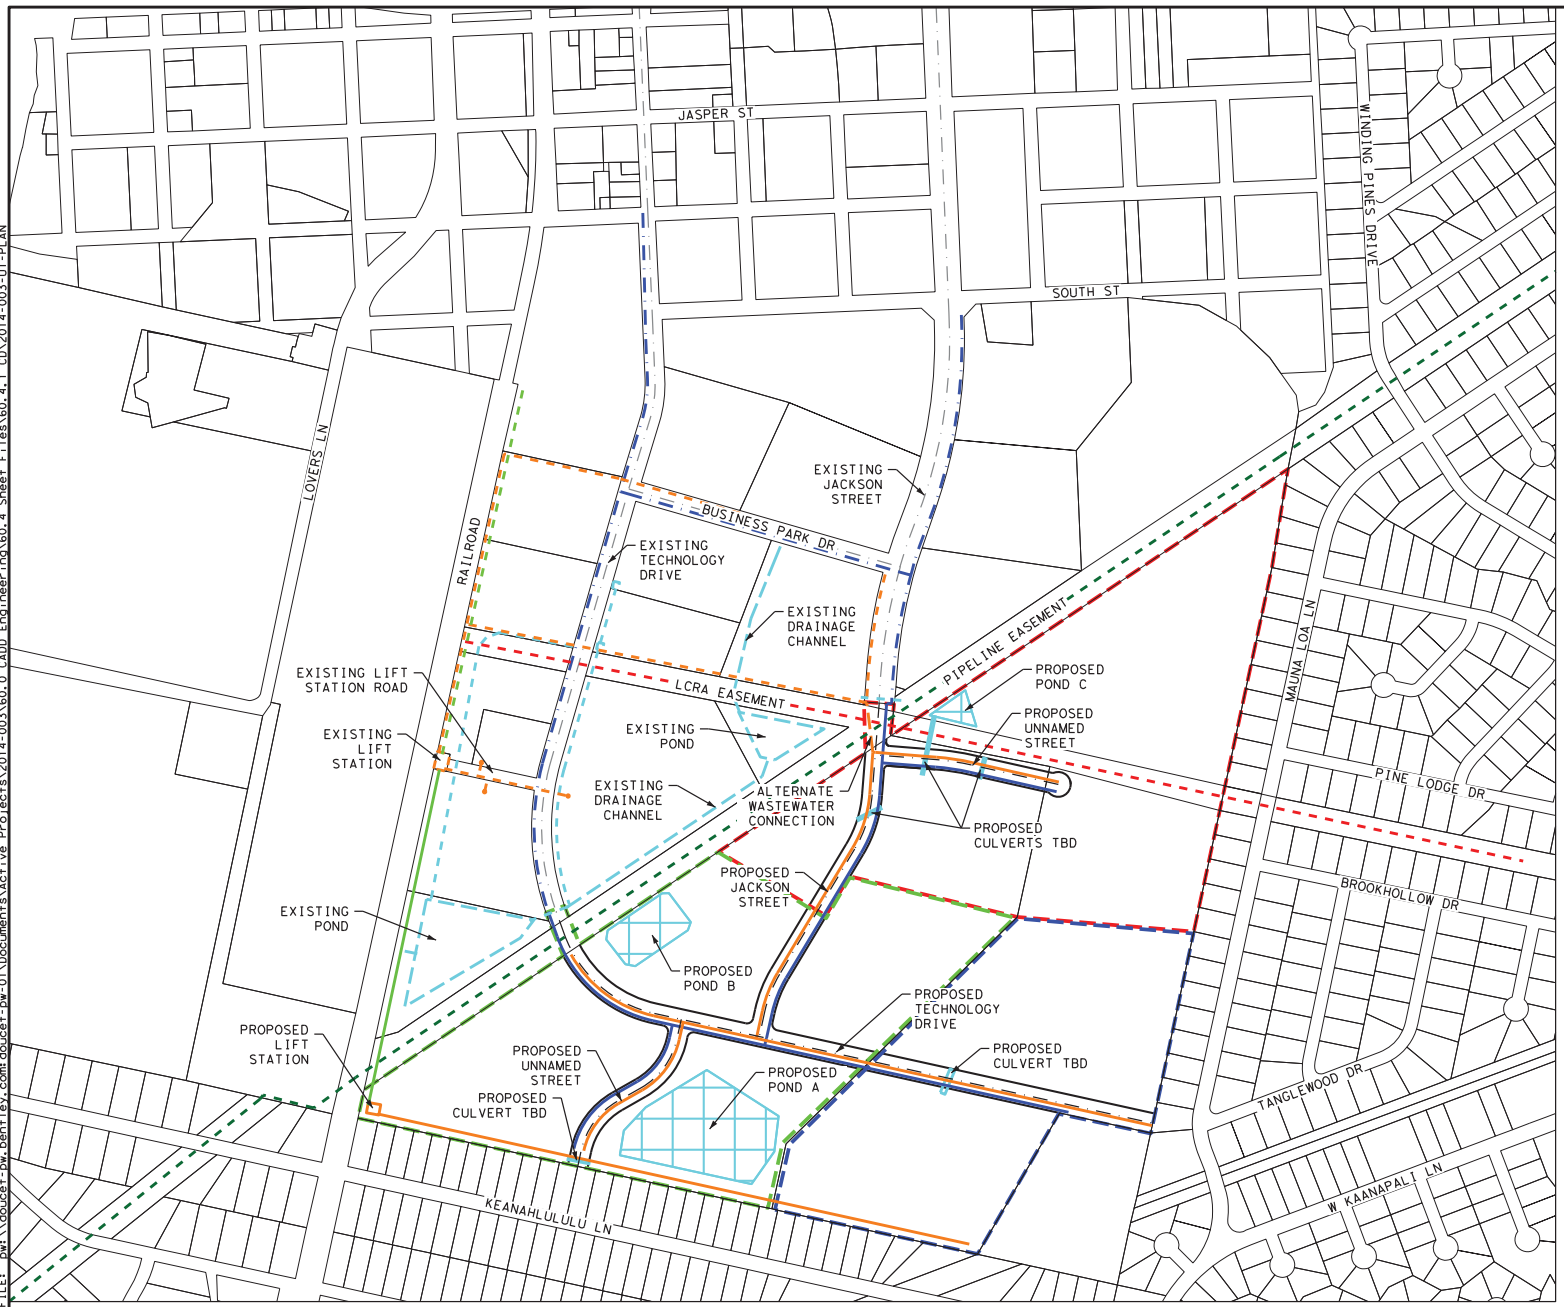 JASPER ST
WINDING PINES DRIVE
SOUTH ST
LOVERS LN
EXISTING
JACKSON
STREET
BUSINESS PARK DR
RAILROAD
EXISTING
TECHNOLOGY
DRIVE
EXISTING
DRAINAGE
CHANNEL
PIPELINE EASEMENT
MAUNA LOA LN
EXISTING LIFT
STATION ROAD
LCRA EASEMENT
PROPOSED
POND C
EXISTING
LIFT
STATION
EXISTING
POND
PROPOSED
UNNAMED
STREET
PINE LODGE DR
EXISTING
DRAINAGE
CHANNEL
ALTERNATE
WASTEWATER
CONNECTION
PROPOSED
CULVERTS TBD
PROPOSED
JACKSON
STREET
BROOKHOLLOW DR
EXISTING
POND
PROPOSED
POND B
PROPOSED
TECHNOLOGY
DRIVE
PROPOSED
LIFT
STATION
PROPOSED
UNNAMED
STREET
PROPOSED
POND A
PROPOSED
CULVERT TBD
PROPOSED
CULVERT TBD
TANGLEWOOD DR
KEANAHLULULU LN
W KAANAPALI LN